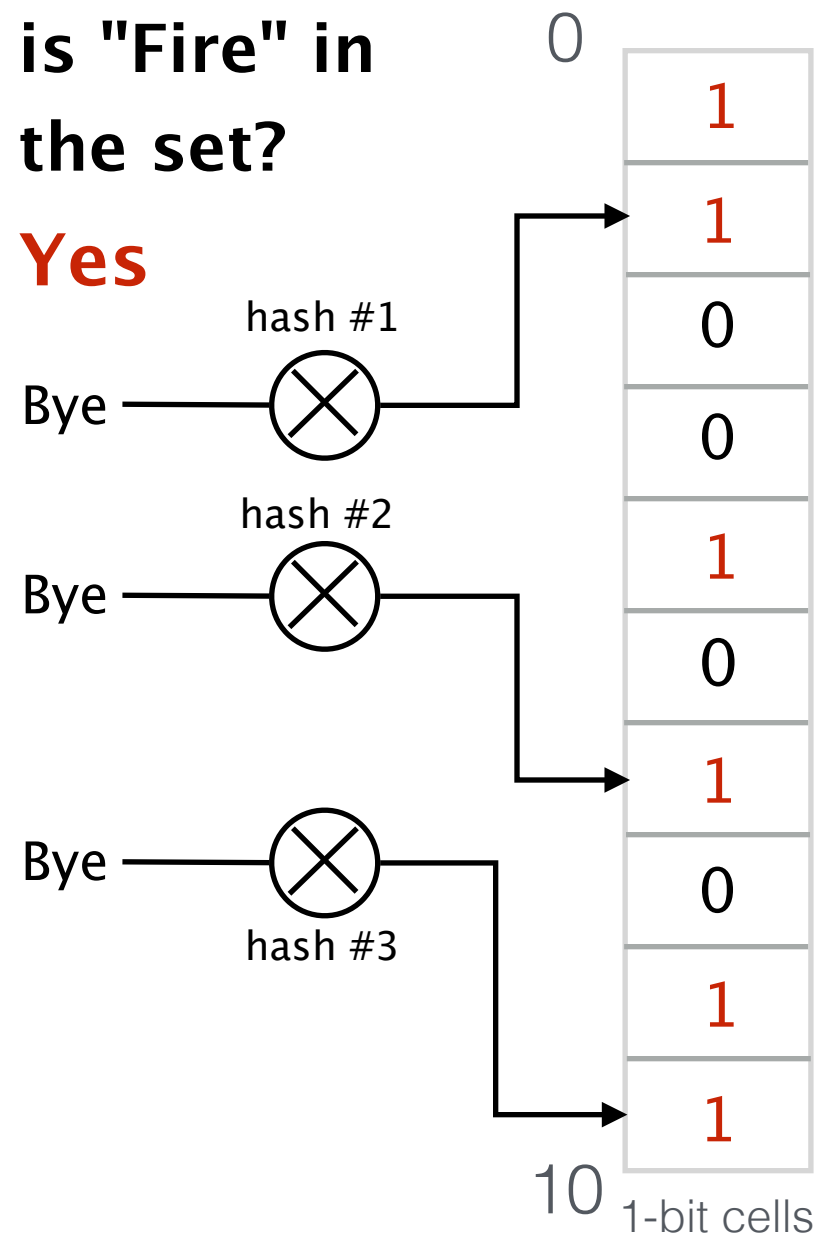 is "Fire" in
the set?
Yes
hash #1
Bye
hash #2
Bye
Bye
hash #3
0
1
1
0
0
1
0
1
0
1
1
10
1-bit cells